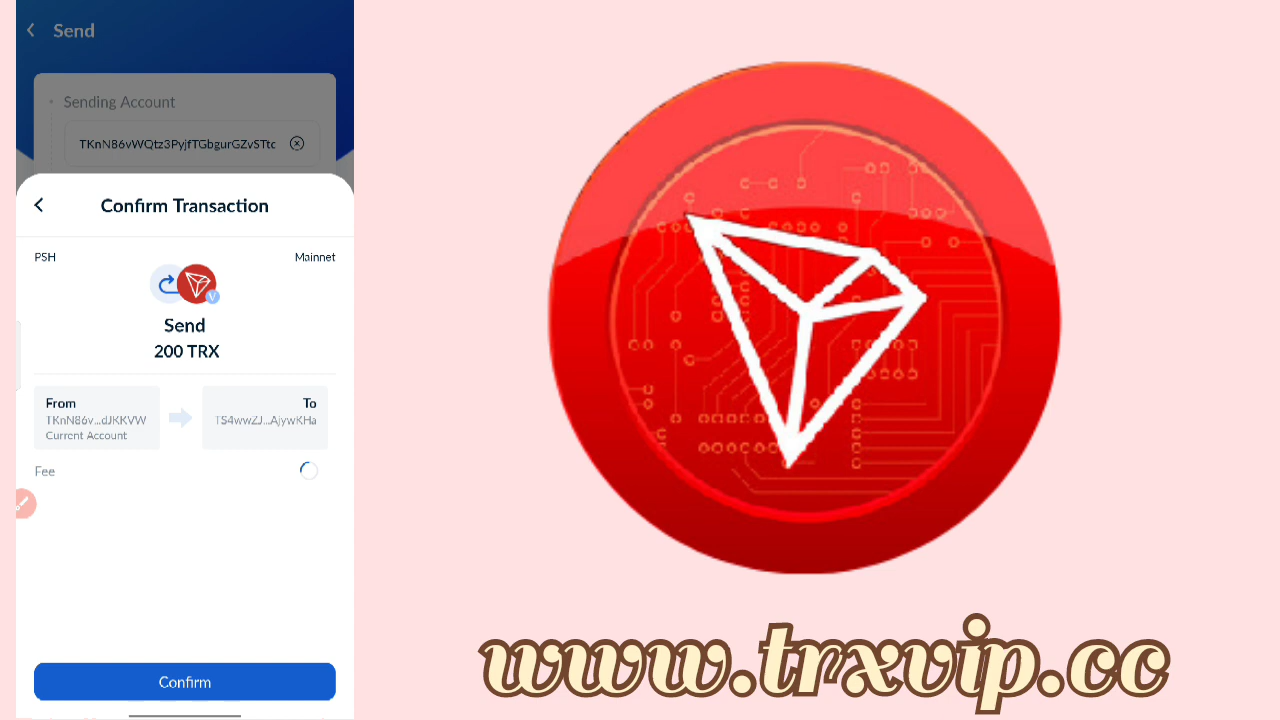 Send
Sending Account
TKnN86vWQtz3PyjfTGbgurGZvSTtc
Confirm Transaction
PSH
Mainnet
Send
200 TRX
From
To
TKnN86v...dJKKVW
TS4wwZJ...AjywKHa
Current Account
Fee
Confirm
www.trxvip.cc